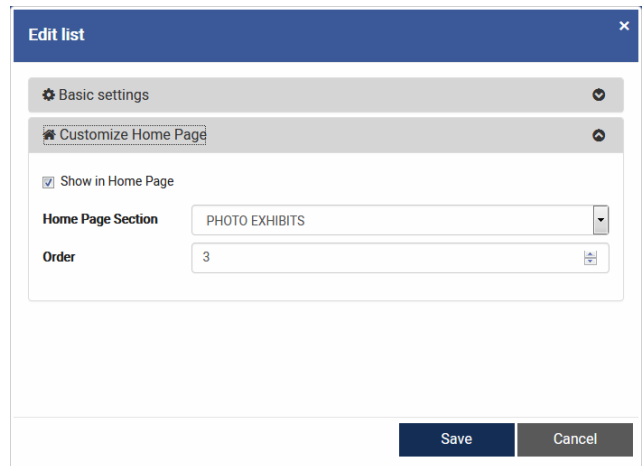 Edit list
×
Basic settings
Customize Home Page
Show in Home Page
Home Page Section PHOTO EXHIBITS
Order 3
Save Cancel